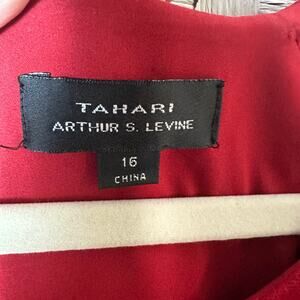 TAHARI
ARTHUR S. LEVINE
16
CHINA